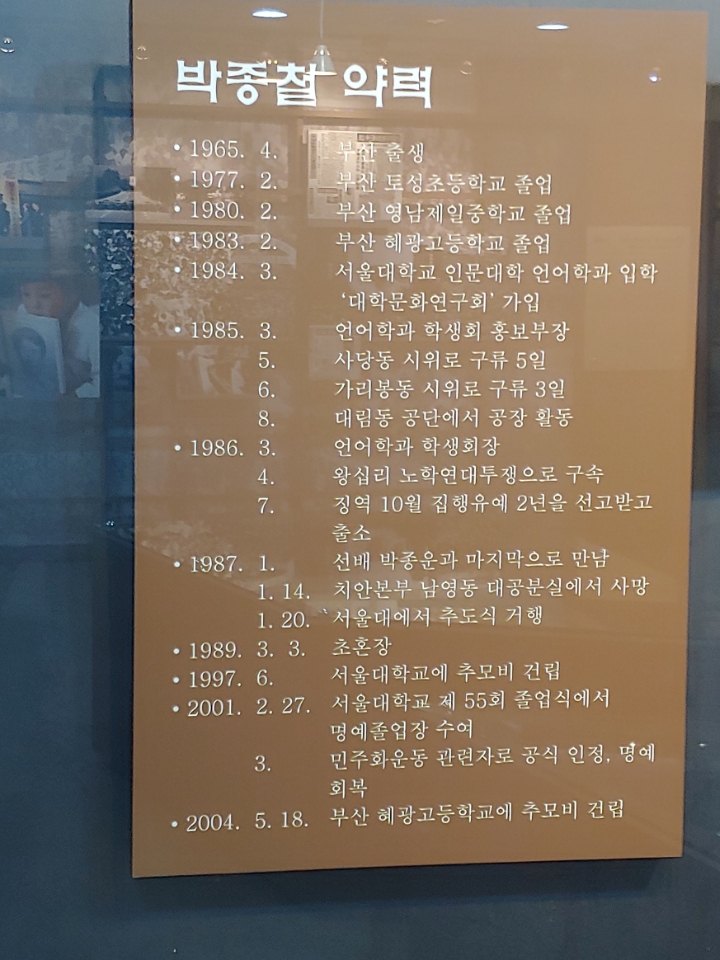 박종철 약력
• 1965. 4. 부산 출생
• 1977. 2. 부산 토성초등학교 졸업
• 1980. 2. 부산 영남제일중학교 졸업
• 1983. 2. 부산 혜광고등학교 졸업
• 1984. 3. 서울대학교 인문대학 언어학과 입학
‘대학문화연구회’ 가입
• 1985. 3. 언어학과 학생회 홍보부장
5. 사당동 시위로 구류 5일
6. 가리봉동 시위로 구류 3일
8. 대림동 공단에서 공장 활동
• 1986. 3. 언어학과 학생회장
4. 왕십리 노학연대투쟁으로 구속
7. 징역 10월 집행유예 2년을 선고받고
출소
• 1987. 1. 선배 박종운과 마지막으로 만남
1. 14. 치안본부 남영동 대공분실에서 사망
1. 20. 서울대에서 추도식 거행
• 1989. 3. 3. 초혼장
• 1997. 6. 서울대학교에 추모비 건립
• 2001. 2. 27. 서울대학교 제 55회 졸업식에서
명예졸업장 수여
3. 민주화운동 관련자로 공식 인정, 명예
회복
• 2004. 5. 18. 부산 혜광고등학교에 추모비 건립